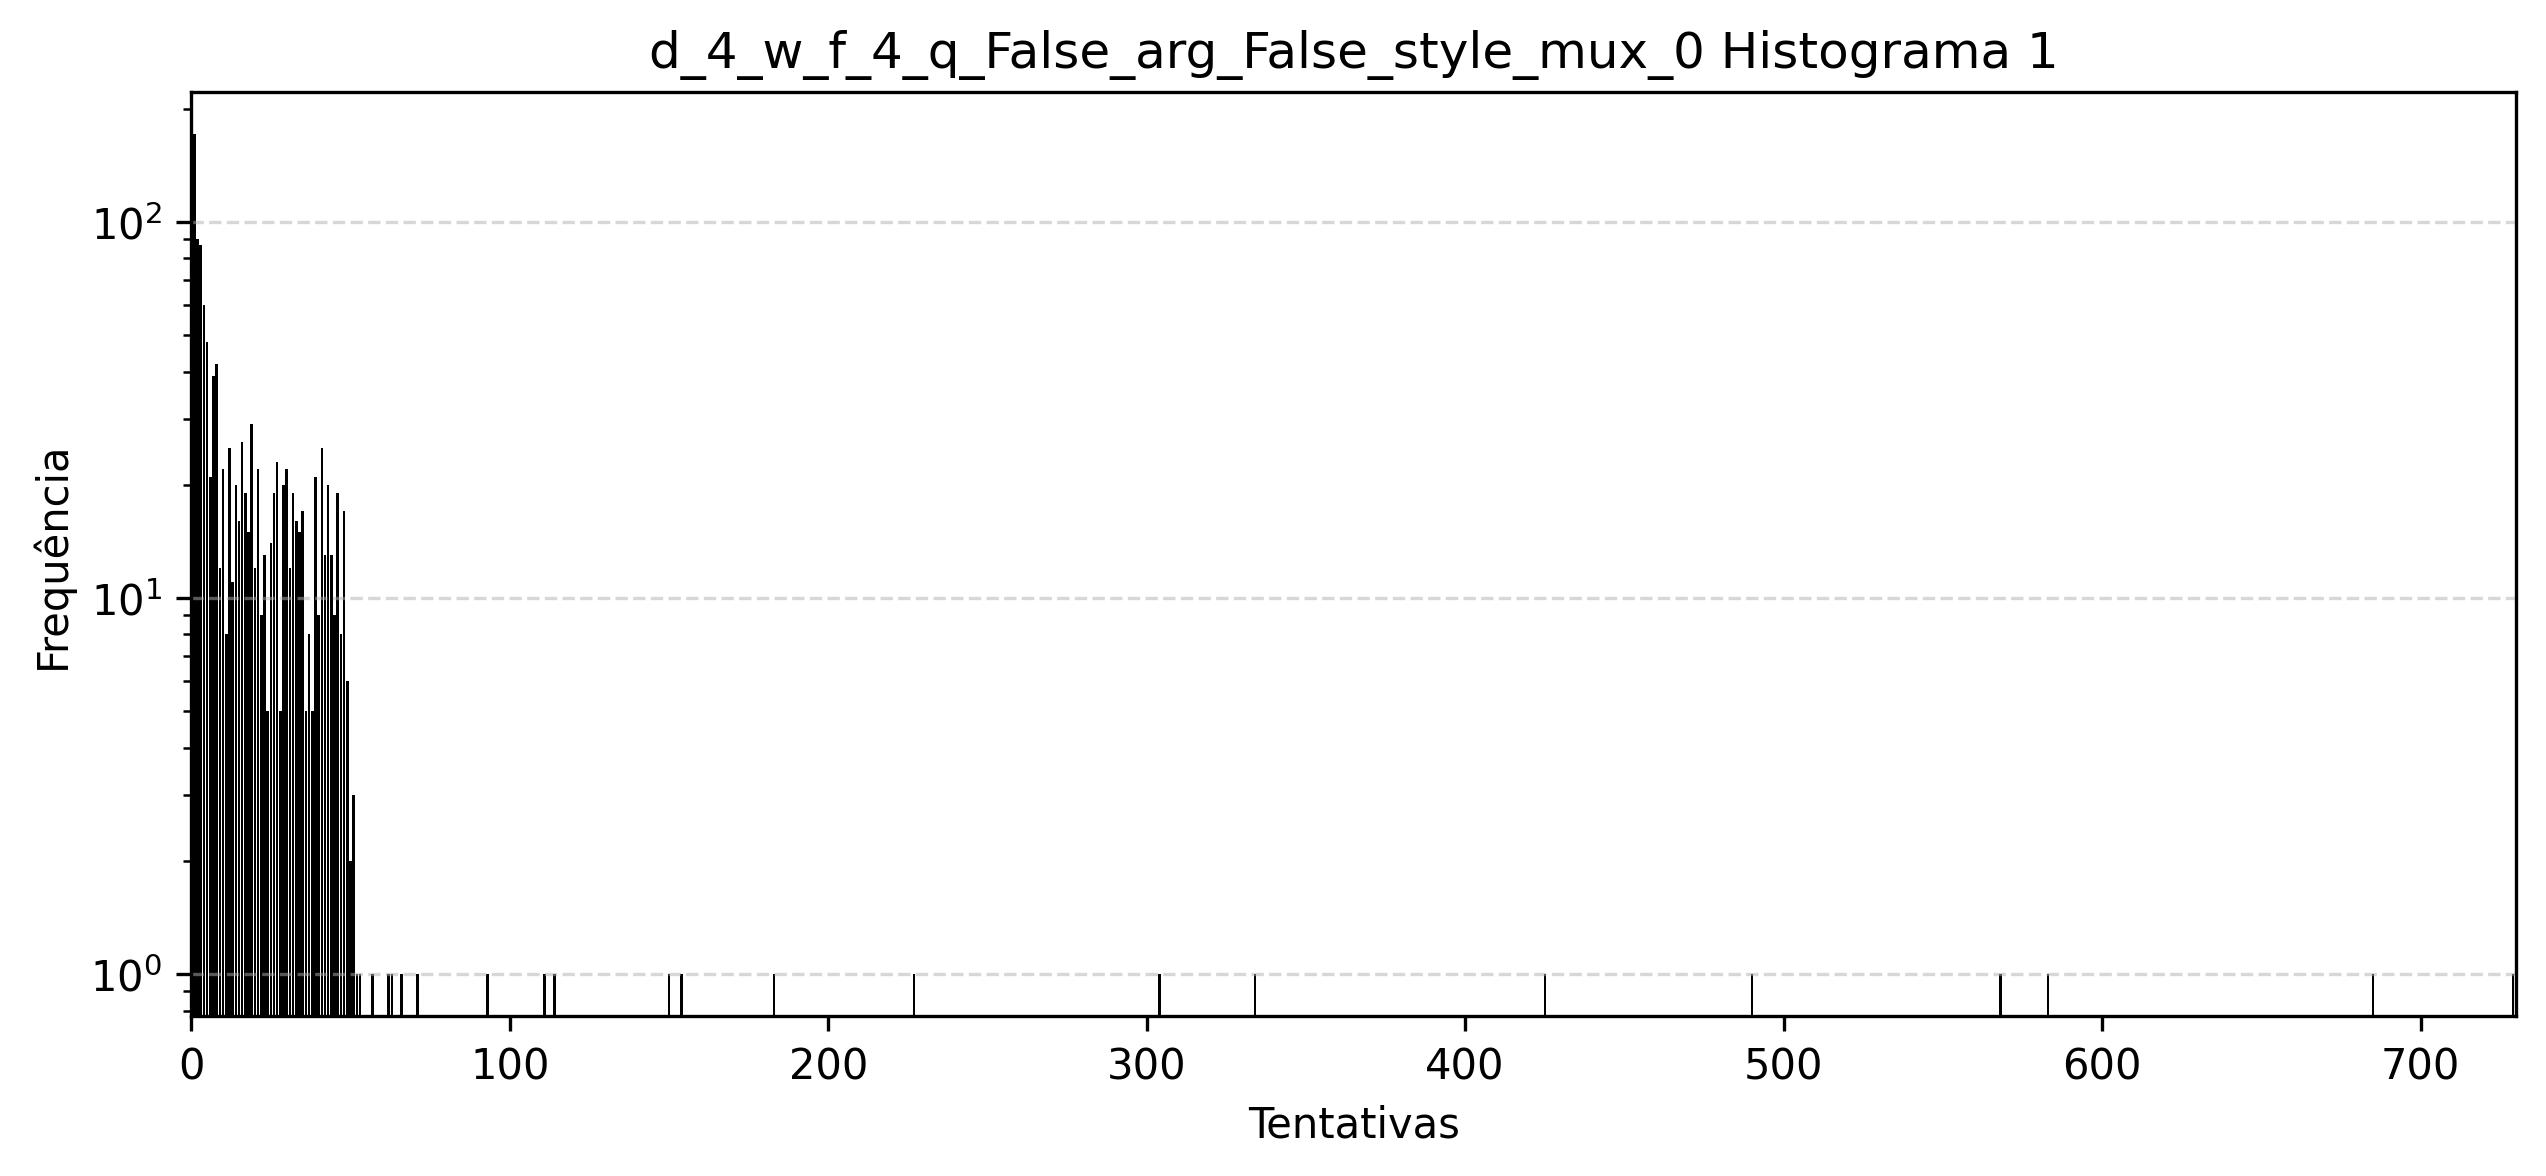 d_4_w_f_4_q_False_arg_False_style_mux_0 Histograma 1
Frequência
10²
10¹
10⁰
0 100 200 300 400 500 600 700
Tentativas